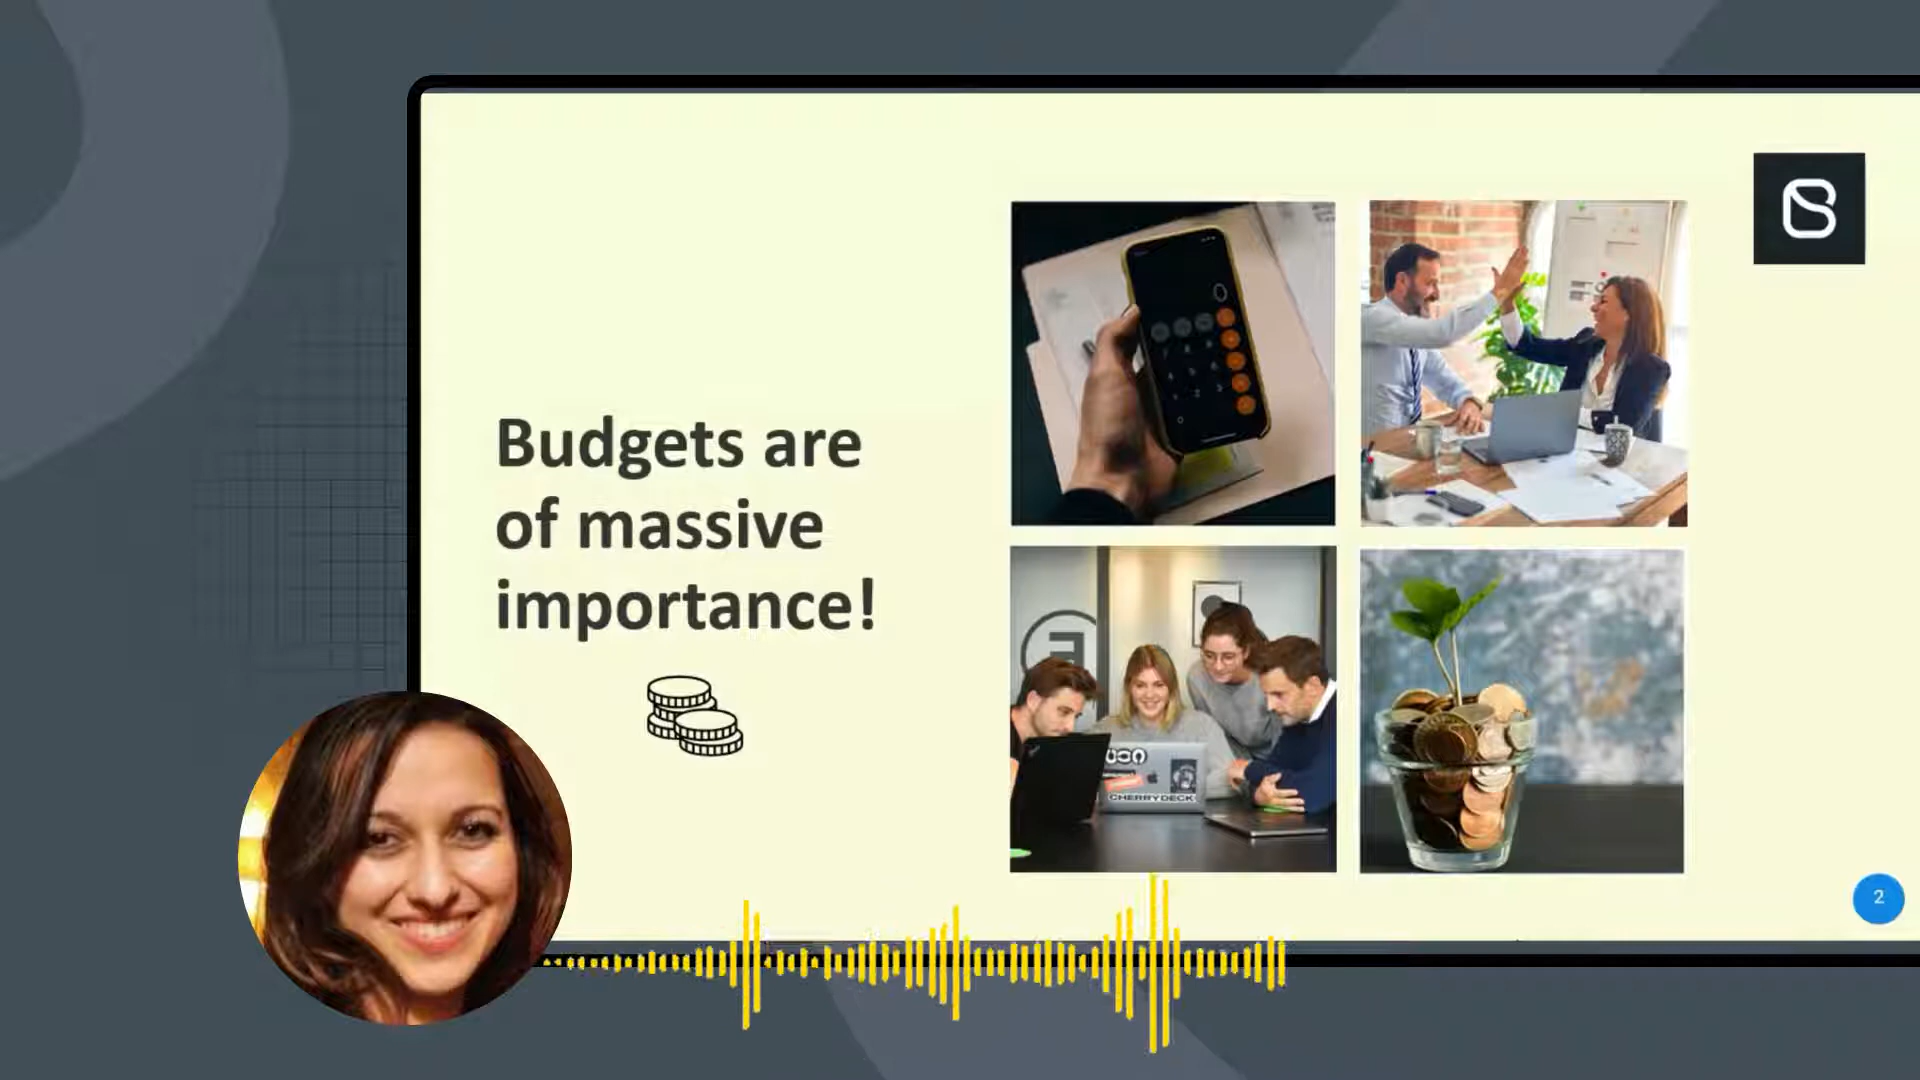 Budgets are
of massive
importance!
CHERRYDECK
2